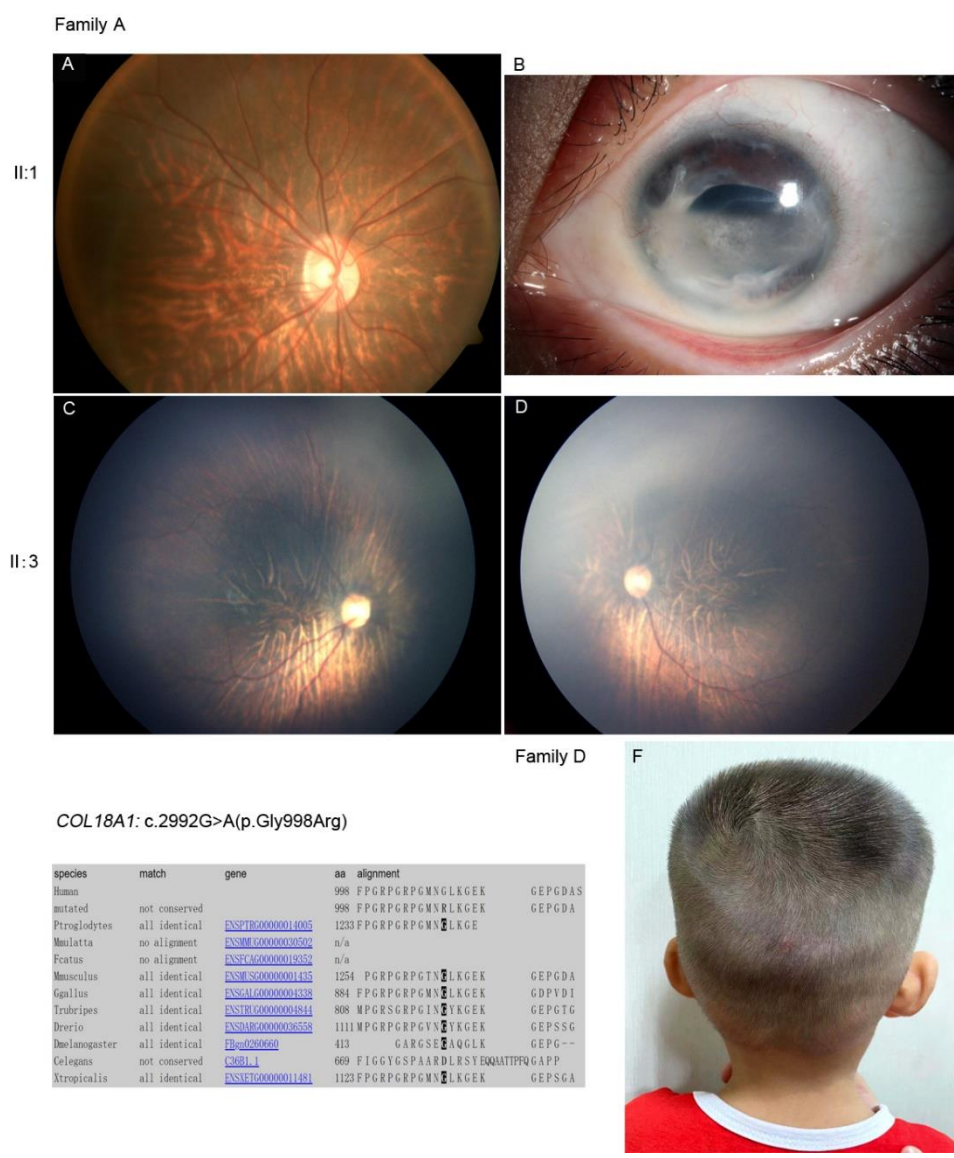 Family A
A
B
II:1
C
D
II:3
Family D
F
COL18A1: c.2992G>A(p.Gly998Arg)
species match gene aa alignment
Human 998 FPGRPGRPGMNGLKGEK GEPGDAS
mutated not conserved 998 FPGRPGRPGMNRLKGEK GEPGDA
Ptroglodytes all identical ENSPTRG00000014005 1233 FPGRPGRPGMNGLKGE
Mmulatta no alignment ENSMMUG00000030502 n/a
Fcatus no alignment ENSFCAG00000019352 n/a
Mmusculus all identical ENSMUSG00000001435 1254 PGRPGRPGTNGLKGEK GEPGDA
Ggallus all identical ENSGALG00000004338 884 FPGRPGRPGMNGLKGEK GDPVDI
Trubripes all identical ENSTRUG00000004844 808 MPGRSGRPGINGYKGEK GEPGTG
Drerio all identical ENSDARG00000036558 1111 MPGRPGRPGVNGYKGEK GEPSSG
Dmelanogaster all identical FBgn0260660 413 GARGSEGAQGLK GEPG--
Celegans not conserved C36B1.1 669 FIGGYGSPAARDLRSYEQQAATTPFQGAPP
Xtropicalis all identical ENSXETG00000011481 1123 FPGRPGRPGMNGLKGEK GEPSGA